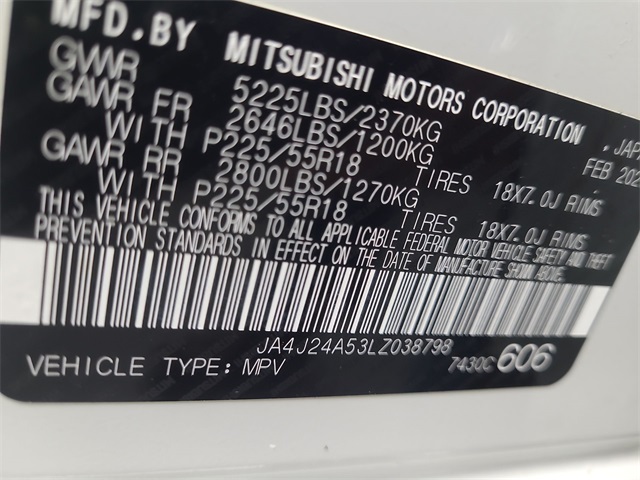 MFD.BY MITSUBISHI MOTORS CORPORATION , JAP
GVWR 5225LBS/2370KG FEB 202
GAWR FR 2646LBS/1200KG
WITH P225/55R18 TIRES 18X7.0J RIMS
GAWR RR 2800LBS/1270KG
WITH P225/55R18 TIRES 18X7.0J RIMS
THIS VEHICLE CONFORMS TO ALL APPLICABLE FEDERAL MOTOR VEHICLE SAFETY AND THEFT
PREVENTION STANDARDS IN EFFECT ON THE DATE OF MANUFACTURE SHOWN ABOVE.
JA4J24A53LZ038798
VEHICLE TYPE: MPV 7430C 606